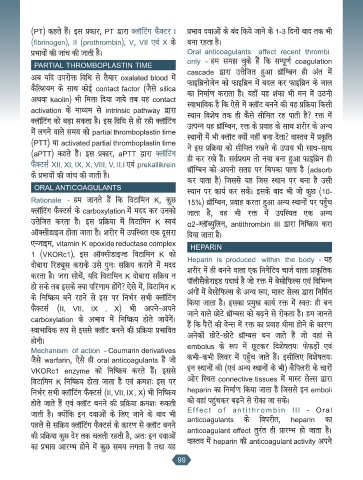 (PT) कहते हैं। इस प्रकार, PT द्वारा क्लॉटिंग फैक्टर I
(fibrinogen), II (prothrombin), V, VII एवं X के
प्रभावों की जांच की जाती है।
PARTIAL THROMBOPLASTIN TIME
अब यदि उपरोक्त विधि से तैयार oxalated blood में
कैल्शियम के साथ कोई contact factor (जैसे silica
अथवा kaolin) भी मिला दिया जाये तब यह contact
activation के माध्यम से intrinsic pathway द्वारा
क्लॉटिंग को बढ़ा सकता है। इस विधि से हो रही क्लॉटिंग
में लगने वाले समय को partial thromboplastin time
(PTT) या activated partial thromboplastin time
(aPTT) कहते हैं। इस प्रकार, aPTT द्वारा क्लॉटिंग
फैक्टर्स XII, XI, IX, X, VIII, V, II,I एवं prekallikrein
के प्रभावों की जांच की जाती है।
ORAL ANTICOAGULANTS
Rationale - हम जानते हैं कि विटामिन K, कुछ
क्लॉटिंग फैक्टर्स के carboxylation में मदद कर उनको
उत्तेजित करता है। इस प्रक्रिया में विटामिन K स्वयं
ऑक्सीडाइज होता जाता है। शरीर में उपस्थित एक दूसरा
एन्जाइम, vitamin K epoxide reductase complex
1 (VKORc1), इस ऑक्सीडाइज्ड विटामिन K को
दोबारा रिड्यूस कराके उसे पुनः सक्रिय कराने में मदद
करता है। जरा सोचें, यदि विटामिन K दोबारा सक्रिय न
हो सके तब इसके क्या परिणाम होंगे? ऐसे में, विटामिन K
के निष्क्रिय बने रहने से इस पर निर्भर सभी क्लॉटिंग
फैक्टर्स (II, VII, IX , X) भी अपने-अपने
carboxylation के अभाव में निष्क्रिय होते जायेंगे।
स्वाभाविक रूप से इससे क्लॉट बनने की प्रक्रिया प्रभावित
होगी।
Mechanism of action - Coumarin derivatives
जैसे warfarin, ऐसे ही oral anticoagulants हैं जो
VKORc1 enzyme को निष्क्रिय करते हैं। इससे
विटामिन K निष्क्रिय होता जाता है एवं क्रमशः इस पर
निर्भर सभी क्लॉटिंग फैक्टर्स (II, VII, IX , X) भी निष्क्रिय
होते जाते हैं एवं क्लॉट बनने की प्रक्रिया क्रमशः रूकती
जाती है। क्योंकि इन दवाओं के लिए जाने के बाद भी
पहले से सक्रिय क्लॉटिंग फैक्टर्स के कारण से क्लॉट बनने
की प्रक्रिया कुछ देर तक चलती रहती है, अतः इन दवाओं
का प्रभाव आरम्भ होने में कुछ समय लगता है तथा यह
प्रभाव दवाओं के बंद किये जाने के 1-3 दिनों बाद तक भी
बना रहता है।
Oral anticoagulants affect recent thrombi
only - हम समझ चुके हैं कि सम्पूर्ण coagulation
cascade द्वारा उत्तेजित हुआ थ्रॉम्बिन ही अंत में
फाइब्रिनोजेन को फाइब्रिन में बदल कर फाइब्रिन के जाल
का निर्माण कराता है। यहाँ यह शंका भी मन में उठनी
स्वाभाविक है कि ऐसे में क्लॉट बनने की यह प्रक्रिया किसी
स्थान विशेष तक ही कैसे सीमित रह पाती है? रक्त में
उत्पन्न यह थ्रॉम्बिन, रक्त के प्रवाह के साथ शरीर के अन्य
स्थानों में भी क्लॉट क्यों नहीं बना देता? वास्तव में प्रकृति
ने इस प्रक्रिया को सीमित रखने के उपाय भी साथ-साथ
ही कर रखे हैं। सर्वप्रथम तो नया बना हुआ फाइब्रिन ही
थ्रॉम्बिन को अपनी सतह पर चिपका पाता है (adsorb
कर पाता है) जिससे यह जिस स्थान पर बना है उसी
स्थान पर कार्य कर सके। इसके बाद भी जो कुछ (10-
15%) थ्रॉम्बिन, प्रवाह करता हुआ अन्य स्थानों पर पहुँच
जाता है, वह भी रक्त में उपस्थित एक अन्य
α2-ग्लोब्युलिन, antithrombin III द्वारा निष्क्रिय करा
दिया जाता है।
HEPARIN
Heparin is produced within the body - यह
शरीर में ही बनने वाला एक निगेटिव चार्ज वाला प्राकृतिक
पॉलीसैकेराइड पदार्थ है जो रक्त में बेसोफिल्स एवं विभिन्न
अंगों में बेसोफिल्स के अन्य रूप, मास्ट सेल्स द्वारा निर्मित
किया जाता है। इसका प्रमुख कार्य रक्त में स्वतः ही बन
जाने वाले छोटे थ्रॉम्बस को बढ़ने से रोकता है। हम जानते
हैं कि पैरों की वेन्स में रक्त का प्रवाह धीमा होने के कारण
अनेकों छोटे-छोटे थ्रॉम्बस बन जाते हैं जो वहां से
embolus के रूप में छूटकर विशेषतयः फेफड़ों एवं
कभी-कभी लिवर में पहुँच जाते हैं। इसीलिए विशेषतयः
इन स्थानों की (एवं अन्य स्थानों के भी) कैपिलरी के चारों
ओर स्थित connective tissues में मास्ट सेल्स द्वारा
heparin का निर्माण किया जाता है जिससे इन emboli
को वहां पहुंचकर बढ़ने से रोका जा सके।
Effect of antithrombin III - Oral
anticoagulants के विपरीत, heparin का
anticoagulant effect तुरंत ही प्रारम्भ हो जाता है।
वास्तव में heparin की anticoagulant activity अपने
99